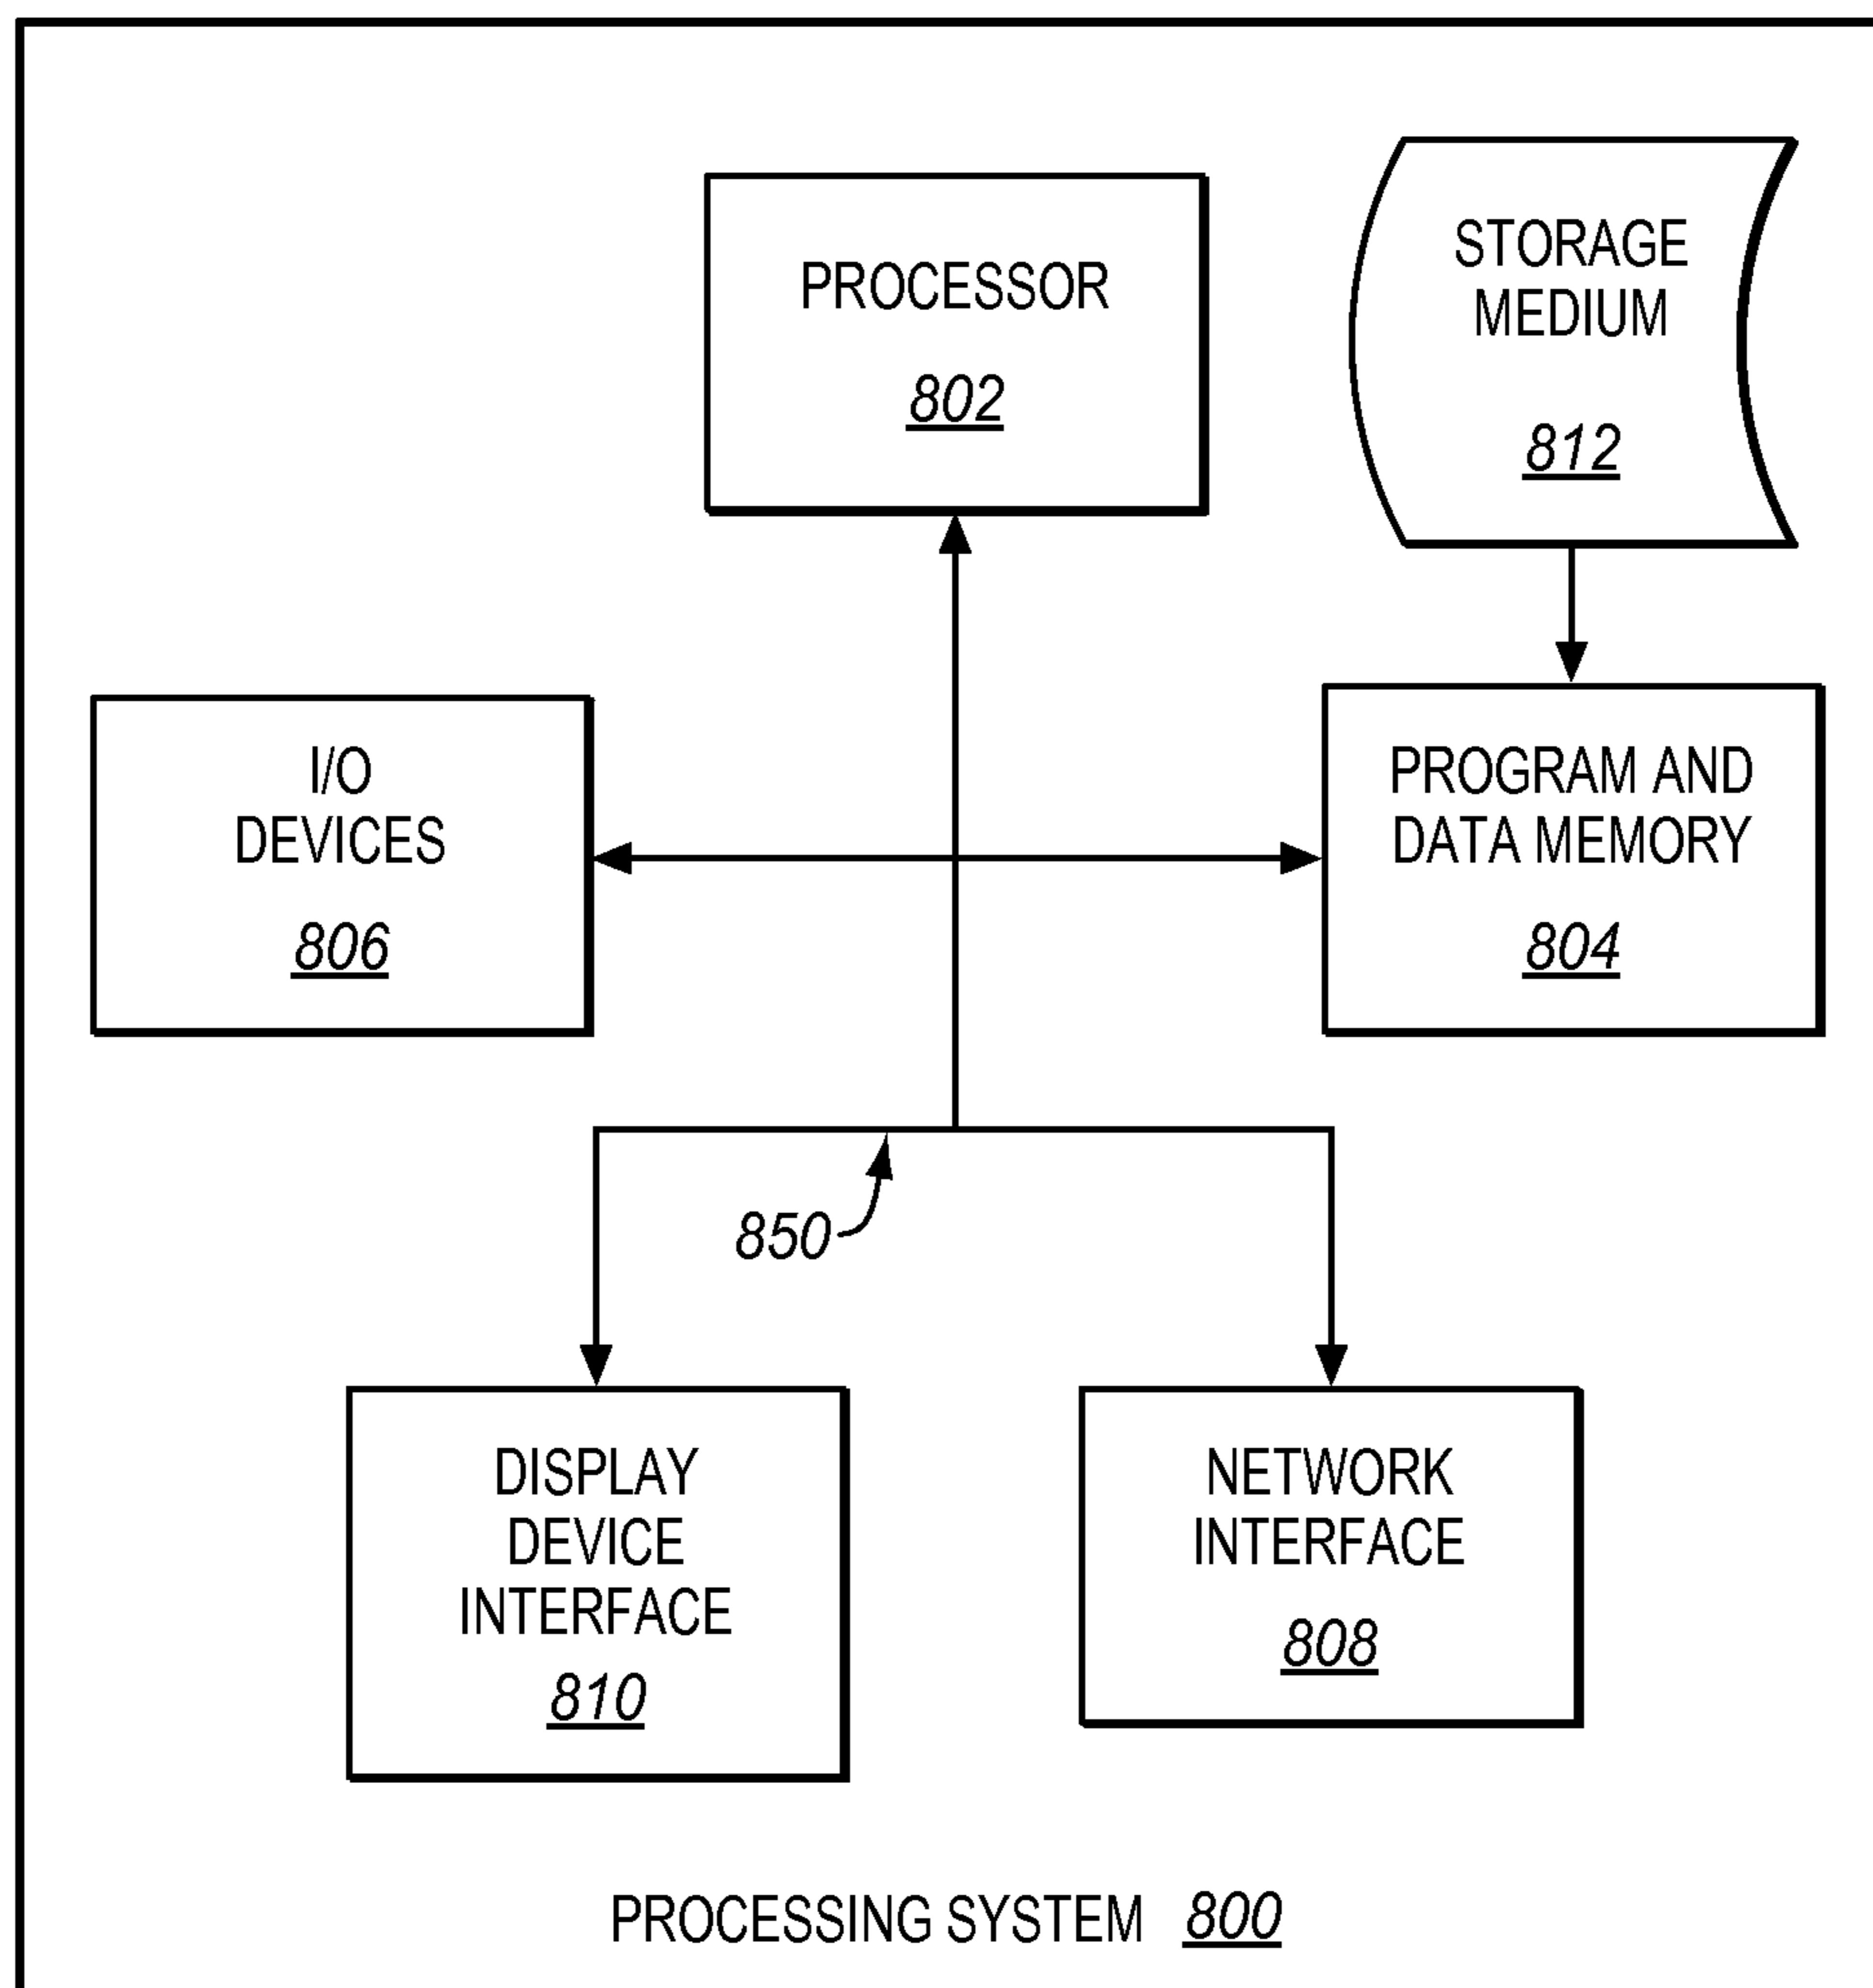 PROCESSOR
802
STORAGE
MEDIUM
812
I/O
DEVICES
806
PROGRAM AND
DATA MEMORY
804
850
DISPLAY
DEVICE
INTERFACE
810
NETWORK
INTERFACE
808
PROCESSING SYSTEM 800